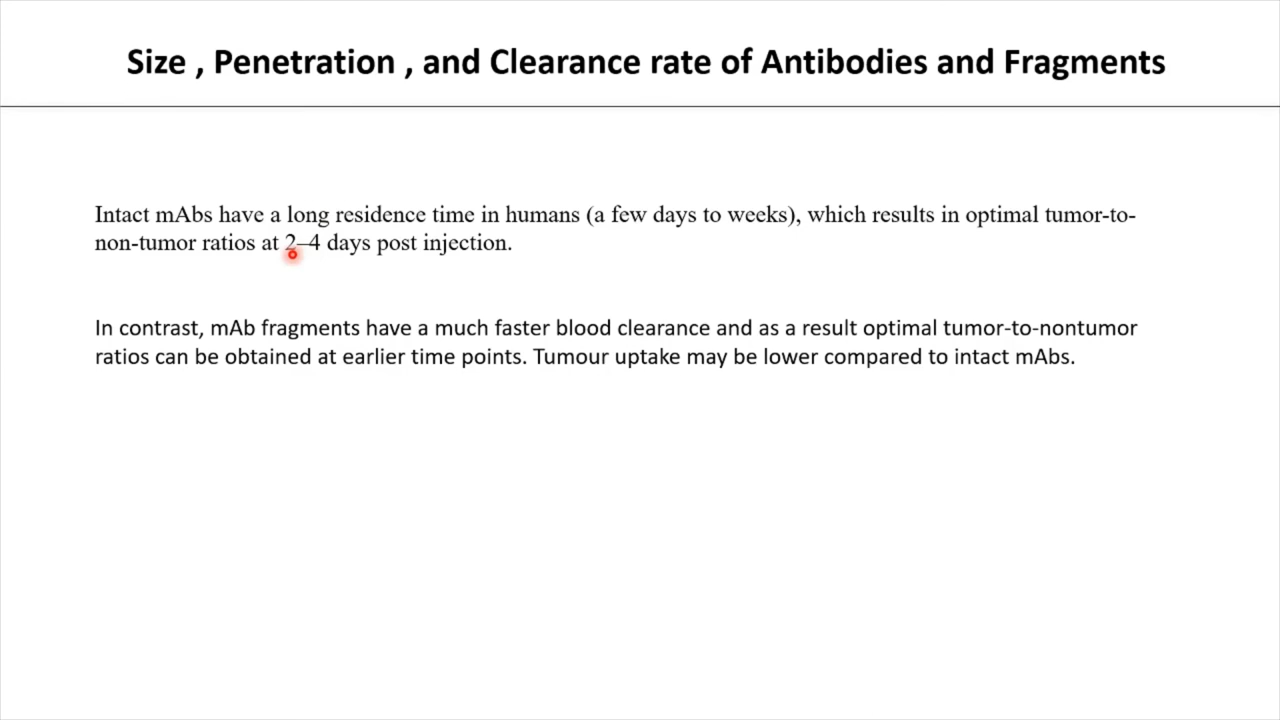 Size , Penetration , and Clearance rate of Antibodies and Fragments
Intact mAbs have a long residence time in humans (a few days to weeks), which results in optimal tumor-to-
non-tumor ratios at 2–4 days post injection.
In contrast, mAb fragments have a much faster blood clearance and as a result optimal tumor-to-nontumor
ratios can be obtained at earlier time points. Tumour uptake may be lower compared to intact mAbs.